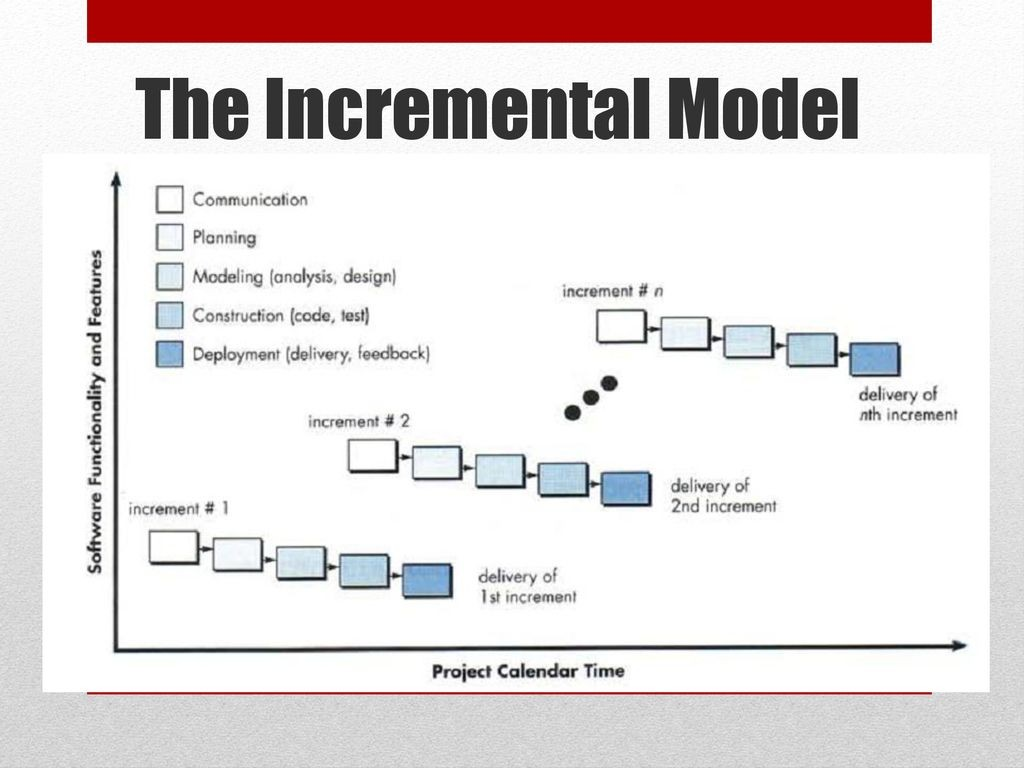 The Incremental Model
Software Functionality and Features
Communication
Planning
Modeling (analysis, design)
Construction (code, test)
Deployment (delivery, feedback)
increment # n
delivery of
nth increment
increment # 2
delivery of
2nd increment
increment # 1
delivery of
1st increment
Project Calendar Time